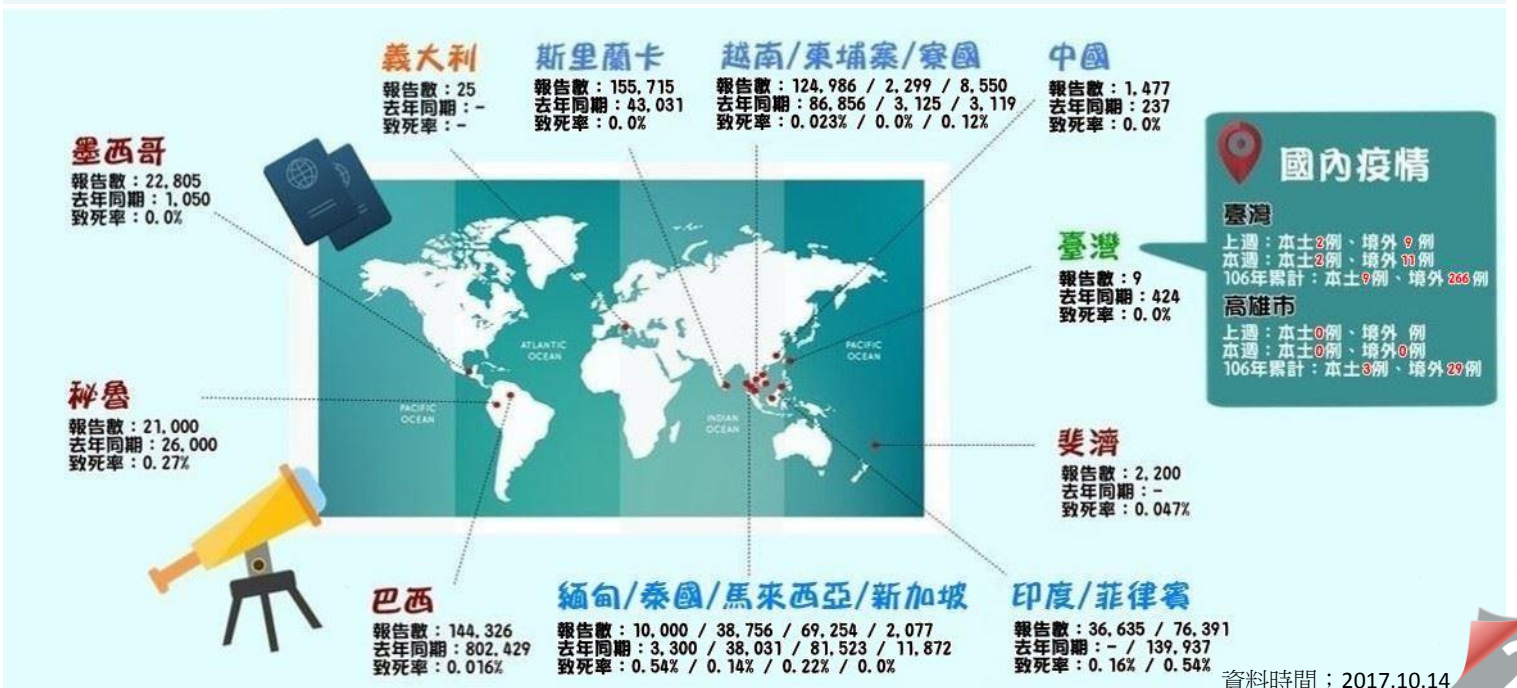 義大利
報告數：25
去年同期：-
致死率：-
斯里蘭卡
報告數：155,715
去年同期：43,031
致死率：0.0%
越南/柬埔寨/寮國
報告數：124,986 / 2,299 / 8,550
去年同期：86,856 / 3,125 / 3,119
致死率：0.023% / 0.0% / 0.12%
中國
報告數：1,477
去年同期：237
致死率：0.0%
墨西哥
報告數：22,805
去年同期：1,050
致死率：0.0%
國內疫情
臺灣
上週：本土2例、境外 9 例
本週：本土2例、境外11例
106年累計：本土9例、境外266例
高雄市
上週：本土0例、境外 例
本週：本土0例、境外0例
106年累計：本土3例、境外29例
臺灣
報告數：9
去年同期：424
致死率：0.0%
ATLANTIC
OCEAN
PACIFIC
OCEAN
PACIFIC
OCEAN
INDIAN
OCEAN
秘魯
報告數：21,000
去年同期：26,000
致死率：0.27%
斐濟
報告數：2,200
去年同期：-
致死率：0.047%
巴西
報告數：144,326
去年同期：802,429
致死率：0.016%
緬甸/泰國/馬來西亞/新加坡
報告數：10,000 / 38,756 / 69,254 / 2,077
去年同期：3,300 / 38,031 / 81,523 / 11,872
致死率：0.54% / 0.14% / 0.22% / 0.0%
印度/菲律賓
報告數：36,635 / 76,391
去年同期：- / 139,937
致死率：0.16% / 0.54%
資料時間；2017.10.14